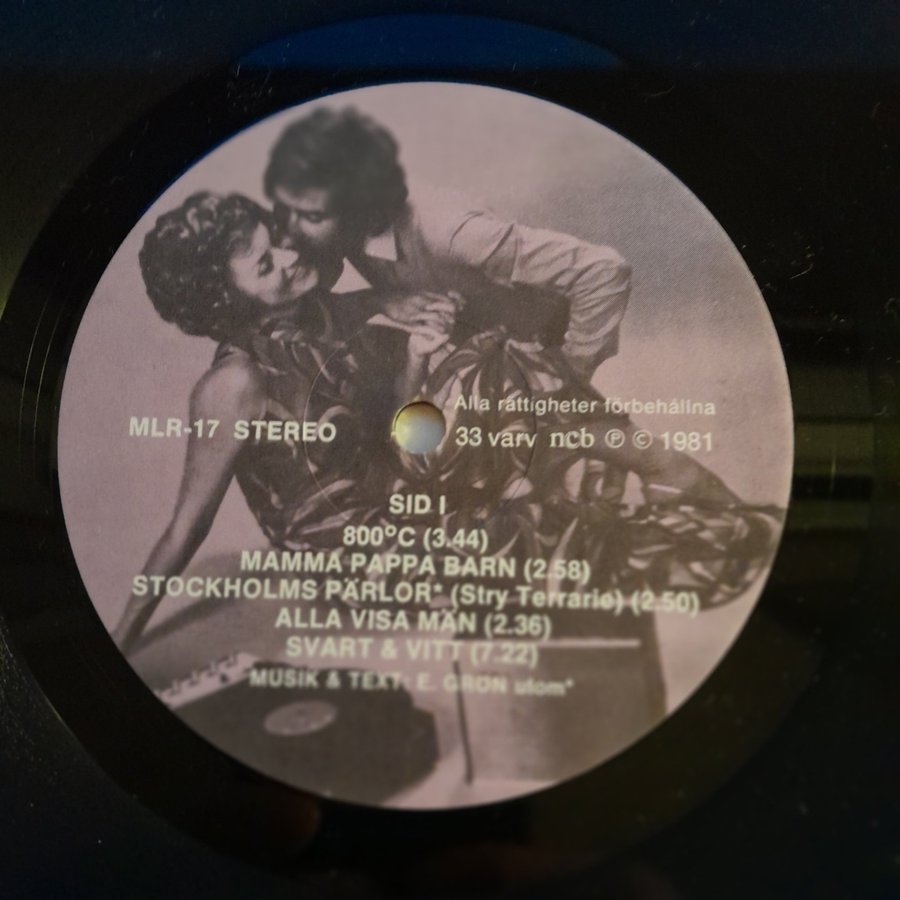 Alla rättigheter förbehållna
MLR-17 STEREO
33 varv ncb Ⓟ © 1981
SID I
800°C (3.44)
MAMMA PAPPA BARN (2.58)
STOCKHOLMS PÄRLOR* (Stry Terrarie) (2.50)
ALLA VISA MÄN (2.36)
SVART & VITT (7.22)
MUSIK & TEXT: E. GRÖN utom*